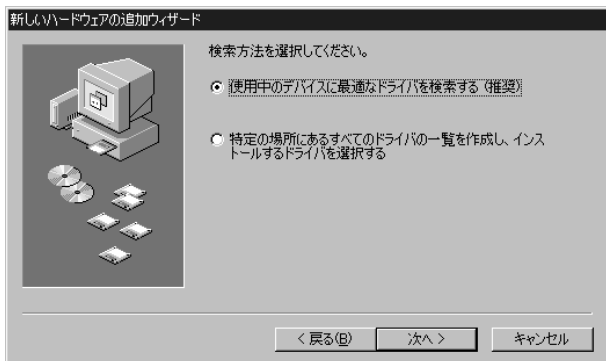 新しいハードウェアの追加ウィザード
検索方法を選択してください。
使用中のデバイスに最適なドライバを検索する (推奨)
特定の場所にあるすべてのドライバの一覧を作成し、インス
トールするドライバを選択する
< 戻る(B)
次へ >
キャンセル